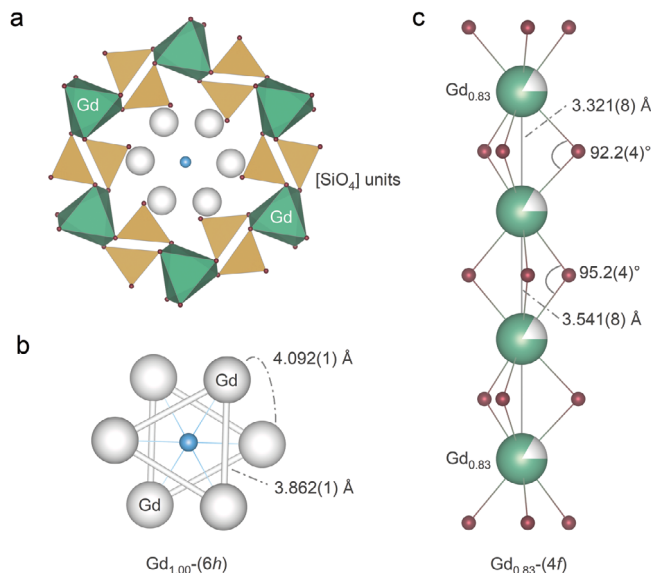 a
Gd
[SiO4] units
Gd
b
4.092(1) Å
Gd
Gd
3.862(1) Å
Gd1.00-(6h)
c
Gd0.83
3.321(8) Å
92.2(4)°
95.2(4)°
3.541(8) Å
Gd0.83
Gd0.83-(4f)